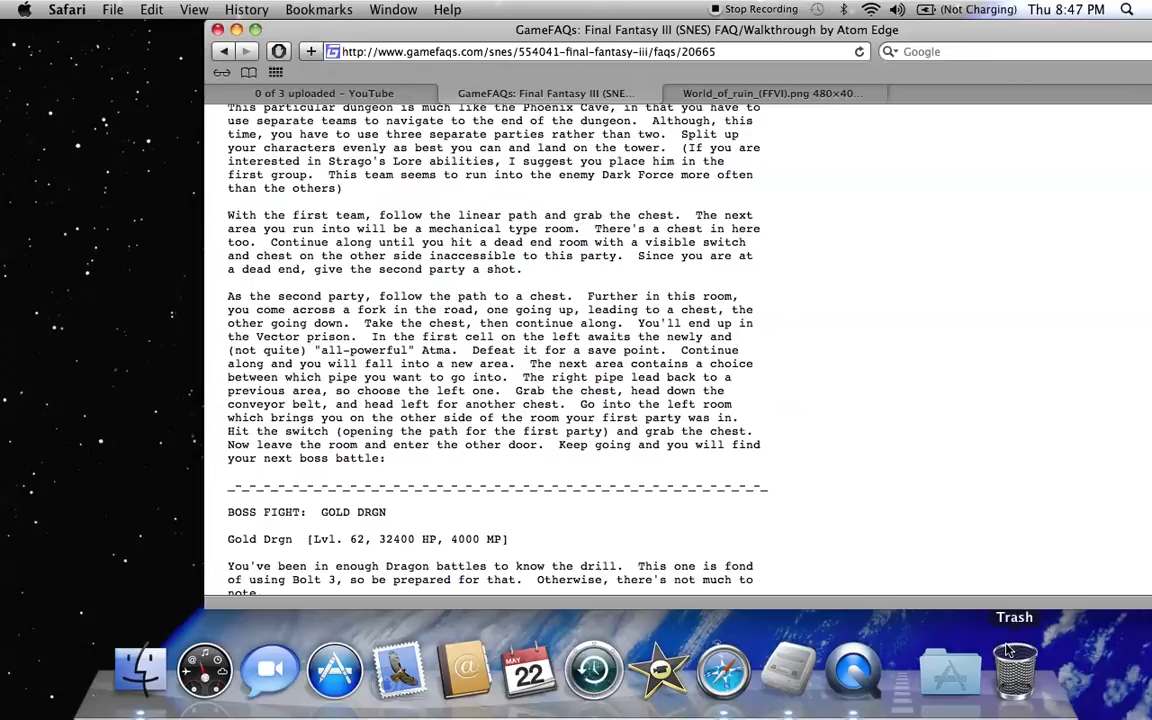 Safari File Edit View History Bookmarks Window Help Stop Recording (Not Charging) Thu 8:47 PM
GameFAQs: Final Fantasy III (SNES) FAQ/Walkthrough by Atom Edge
http://www.gamefaqs.com/snes/554041-final-fantasy-iii/faqs/20665 Google
0 of 3 uploaded – YouTube GameFAQs: Final Fantasy III (SNE... World_of_ruin_(FFVI).png 480×40...
This particular dungeon is much like the Phoenix Cave, in that you have to
use separate teams to navigate to the end of the dungeon. Although, this
time, you have to use three separate parties rather than two. Split up
your characters evenly as best you can and land on the tower. (If you are
interested in Strago's Lore abilities, I suggest you place him in the
first group. This team seems to run into the enemy Dark Force more often
than the others)
With the first team, follow the linear path and grab the chest. The next
area you run into will be a mechanical type room. There's a chest in here
too. Continue along until you hit a dead end room with a visible switch
and chest on the other side inaccessible to this party. Since you are at
a dead end, give the second party a shot.
As the second party, follow the path to a chest. Further in this room,
you come across a fork in the road, one going up, leading to a chest, the
other going down. Take the chest, then continue along. You'll end up in
the Vector prison. In the first cell on the left awaits the newly and
(not quite) "all-powerful" Atma. Defeat it for a save point. Continue
along and you will fall into a new area. The next area contains a choice
between which pipe you want to go into. The right pipe lead back to a
previous area, so choose the left one. Grab the chest, head down the
conveyor belt, and head left for another chest. Go into the left room
which brings you on the other side of the room your first party was in.
Hit the switch (opening the path for the first party) and grab the chest.
Now leave the room and enter the other door. Keep going and you will find
your next boss battle:
_-_-_-_-_-_-_-_-_-_-_-_-_-_-_-_-_-_-_-_-_-_-_-_-_-_-_-_-_-_-_-_-_-_-_-_-_
BOSS FIGHT: GOLD DRGN
Gold Drgn [Lvl. 62, 32400 HP, 4000 MP]
You've been in enough Dragon battles to know the drill. This one is fond
of using Bolt 3, so be prepared for that. Otherwise, there's not much to
note.
Trash
MAY
22